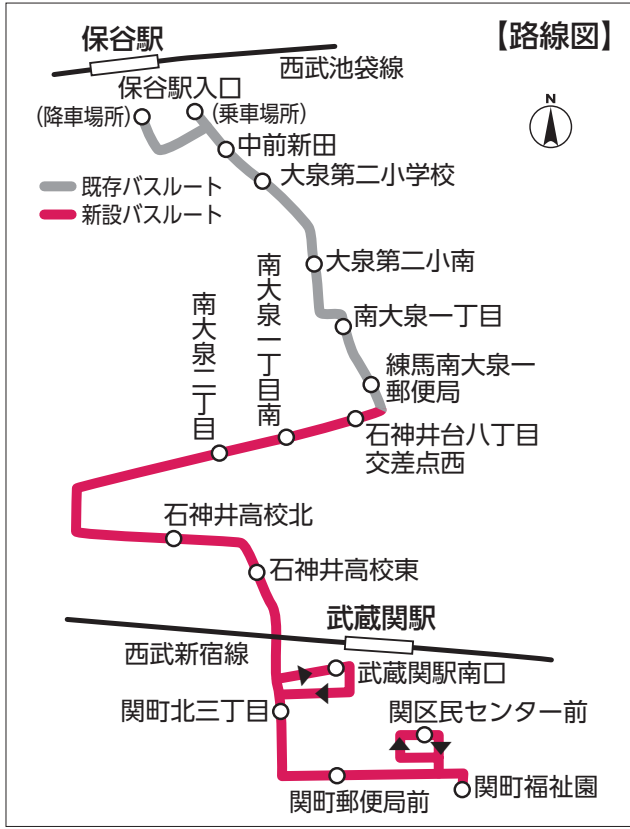 【路線図】
保谷駅
西武池袋線
保谷駅入口
(降車場所)
(乗車場所)
N
中前新田
大泉第二小学校
既存バスルート
新設バスルート
大泉第二小南
南大泉一丁目
南大泉一丁目南
南大泉二丁目
練馬南大泉一
郵便局
石神井台八丁目
交差点西
石神井高校北
石神井高校東
武蔵関駅
西武新宿線
武蔵関駅南口
関町北三丁目
関区民センター前
関町郵便局前
関町福祉園